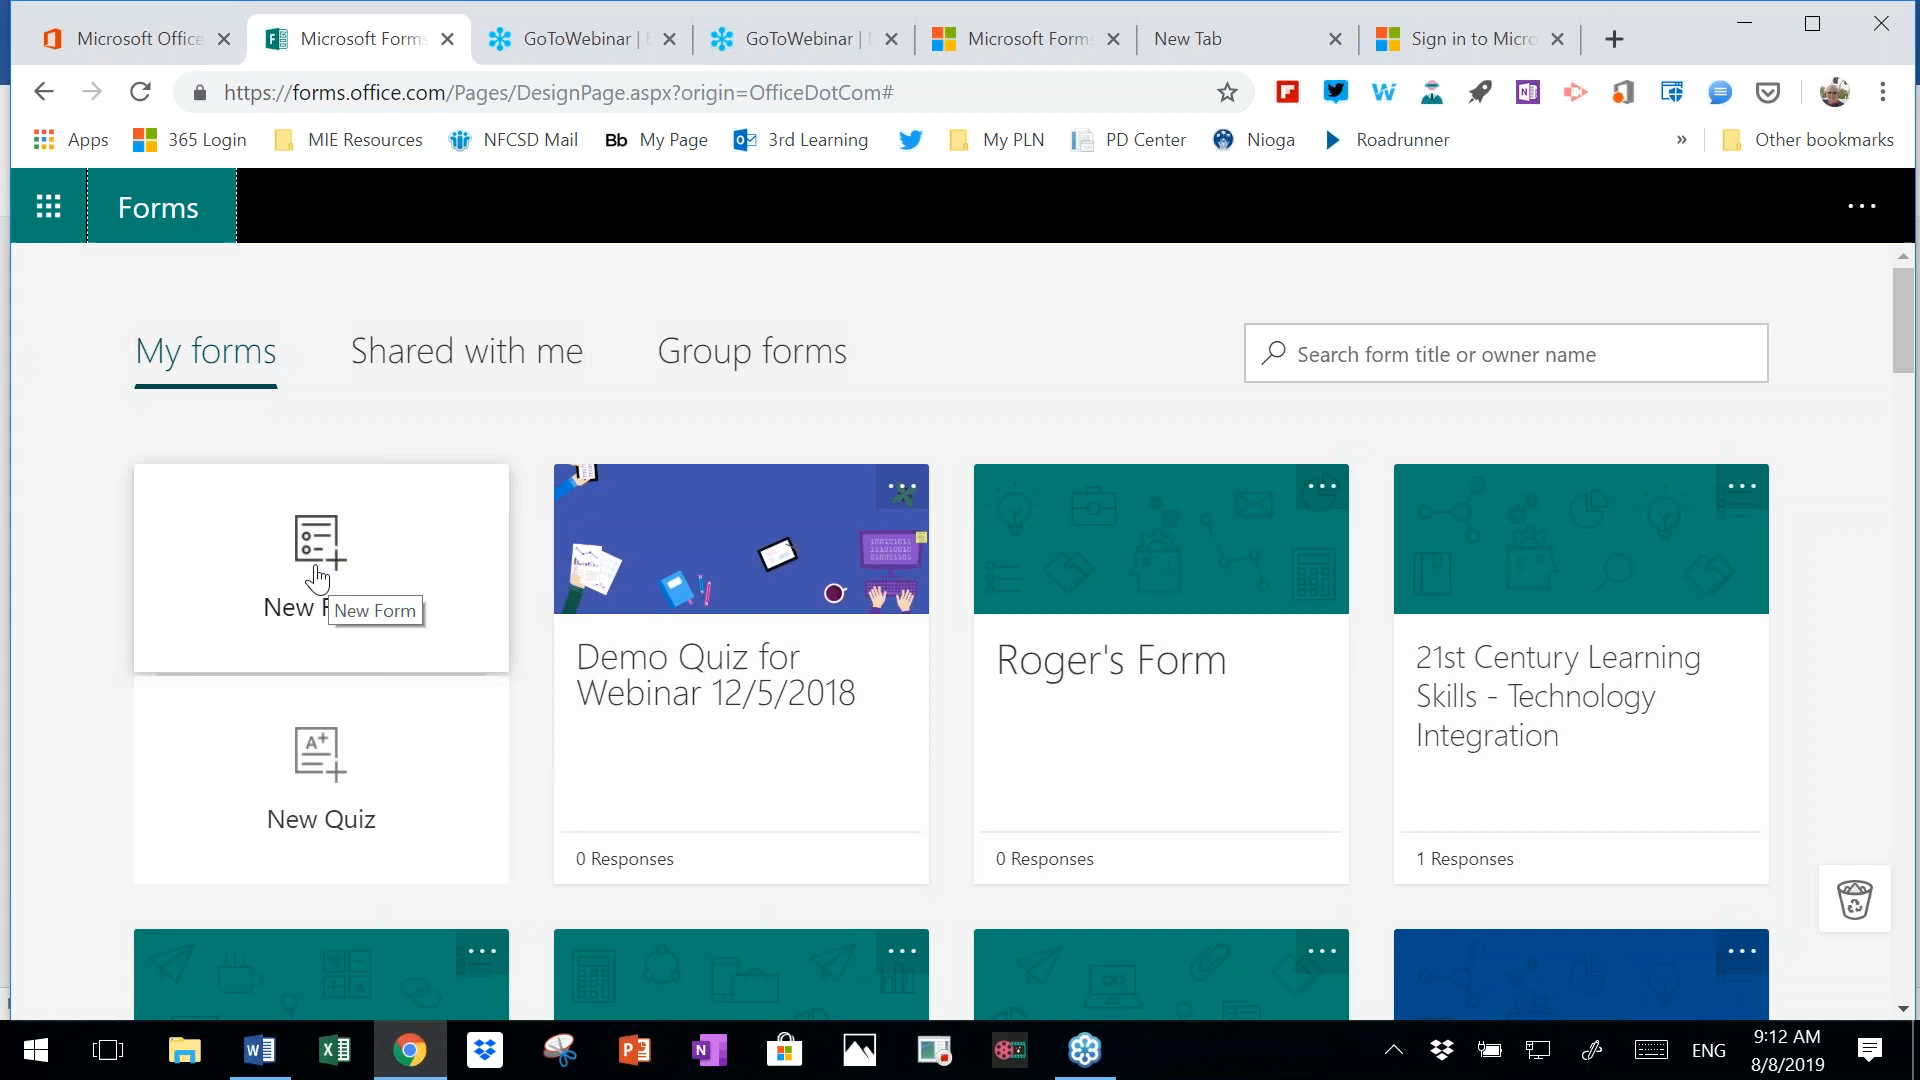 Microsoft Office
Microsoft Forms
GoToWebinar |
GoToWebinar |
Microsoft Forms
New Tab
Sign in to Micro
https://forms.office.com/Pages/DesignPage.aspx?origin=OfficeDotCom#
Apps
365 Login
MIE Resources
NFCSD Mail
Bb My Page
3rd Learning
My PLN
PD Center
Nioga
Roadrunner
»
Other bookmarks
Forms
My forms
Shared with me
Group forms
Search form title or owner name
New F
New Form
New Quiz
Demo Quiz for
Webinar 12/5/2018
0 Responses
Roger's Form
0 Responses
21st Century Learning
Skills - Technology
Integration
1 Responses
ENG
9:12 AM
8/8/2019